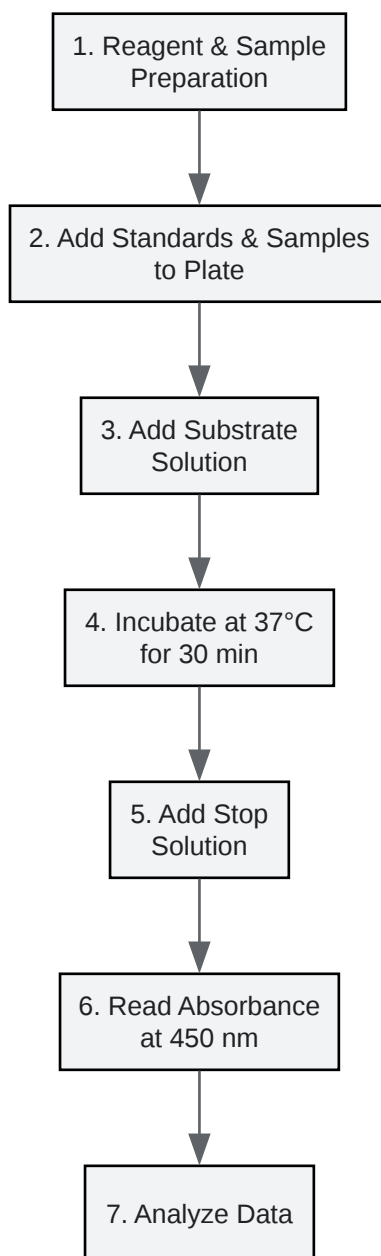 1. Reagent & Sample
Preparation
2. Add Standards & Samples
to Plate
3. Add Substrate
Solution
4. Incubate at 37°C
for 30 min
5. Add Stop
Solution
6. Read Absorbance
at 450 nm
7. Analyze Data